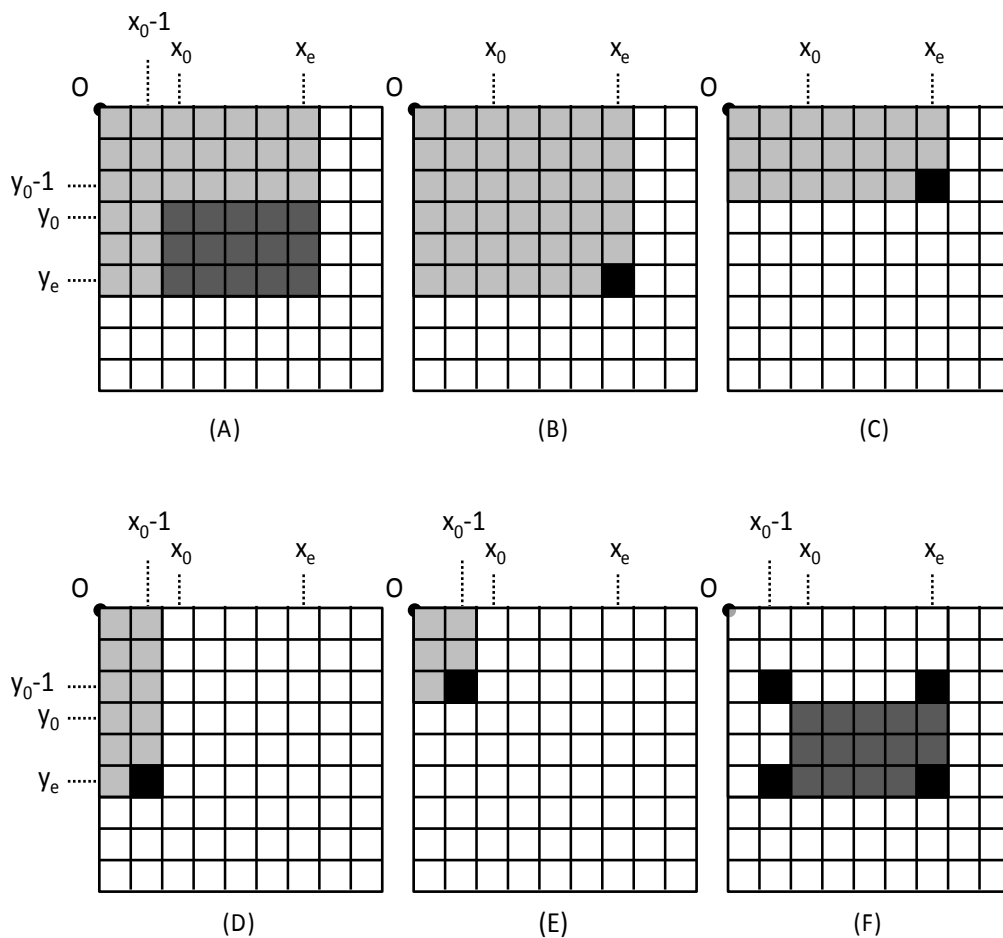 x₀-1
x₀ xₑ x₀ xₑ x₀ xₑ
O O O
y₀-1
y₀
yₑ
(A) (B) (C)
x₀-1 x₀-1 x₀-1
x₀ xₑ x₀ xₑ x₀ xₑ
O O O
y₀-1
y₀
yₑ
(D) (E) (F)